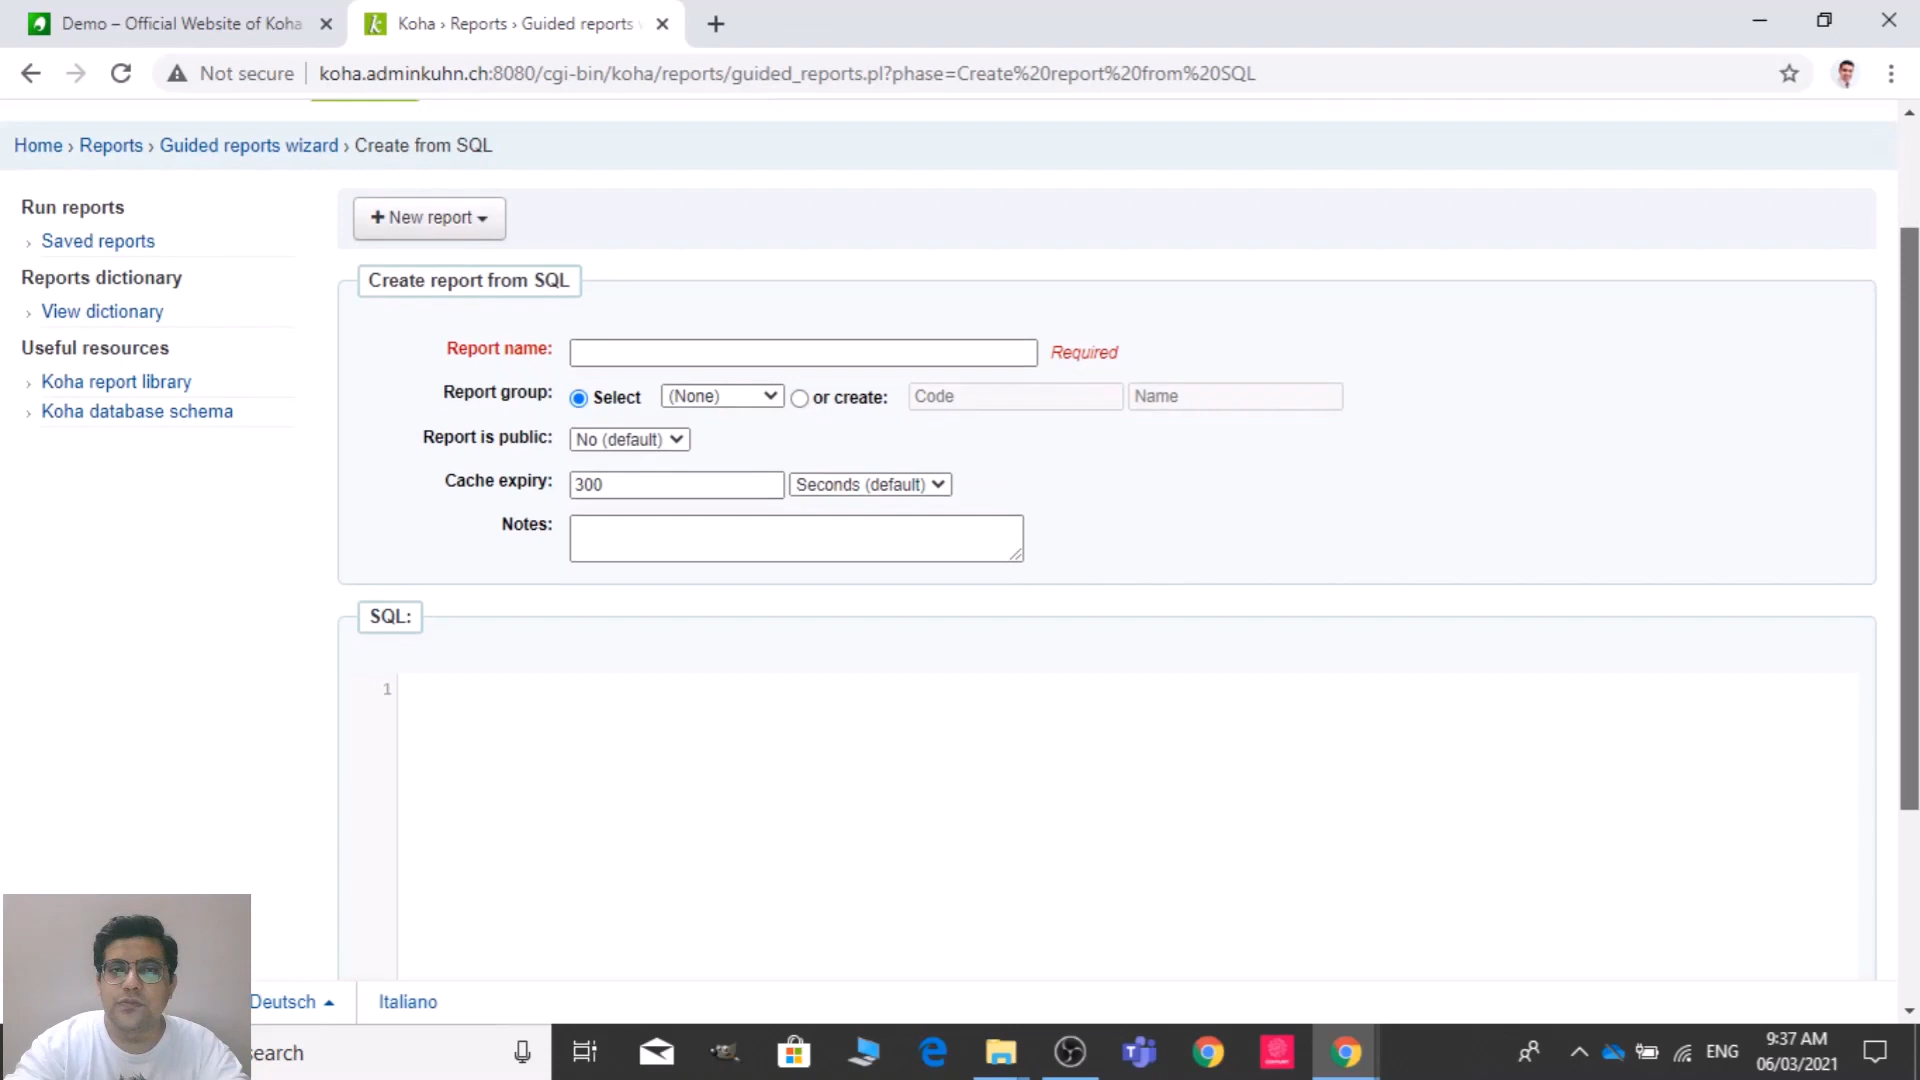 Demo – Official Website of Koha
Koha › Reports › Guided reports
Not secure
koha.adminkuhn.ch:8080/cgi-bin/koha/reports/guided_reports.pl?phase=Create%20report%20from%20SQL
Home › Reports › Guided reports wizard › Create from SQL
Run reports
Saved reports
Reports dictionary
View dictionary
Useful resources
Koha report library
Koha database schema
+ New report
Create report from SQL
Report name: Required
Report group: Select (None) or create: Code Name
Report is public: No (default)
Cache expiry: 300 Seconds (default)
Notes:
SQL:
1
Deutsch Italiano
earch
ENG
9:37 AM
06/03/2021